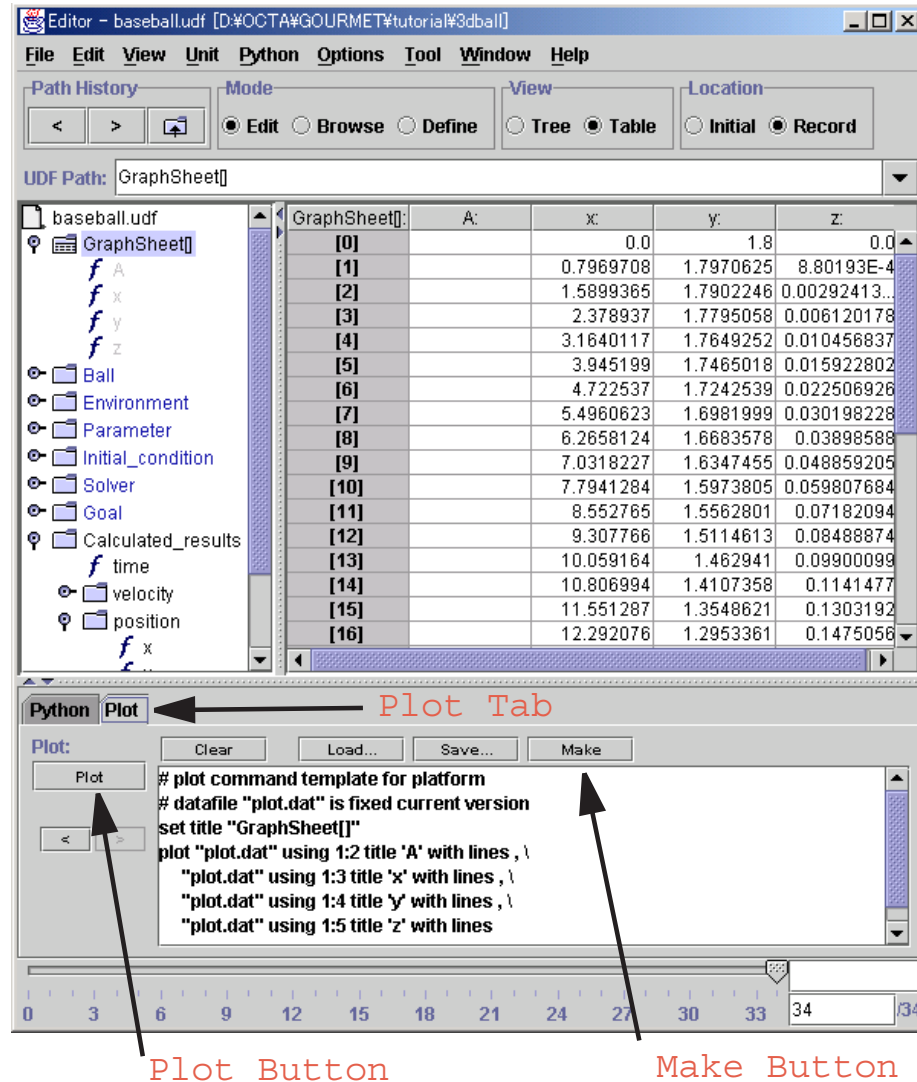 Editor - baseball.udf [D:¥OCTA¥GOURMET¥tutorial¥3dball]
File Edit View Unit Python Options Tool Window Help
Path History Mode View Location
< > Edit Browse Define Tree Table Initial Record
UDF Path: GraphSheet[]
baseball.udf
GraphSheet[]
A
x
y
z
Ball
Environment
Parameter
Initial_condition
Solver
Goal
Calculated_results
time
velocity
position
x
GraphSheet[]: A: x: y: z:
[0] 0.0 1.8 0.0
[1] 0.7969708 1.7970625 8.80193E-4
[2] 1.5899365 1.7902246 0.00292413...
[3] 2.378937 1.7795058 0.006120178
[4] 3.1640117 1.7649252 0.010456837
[5] 3.945199 1.7465018 0.015922802
[6] 4.722537 1.7242539 0.022506926
[7] 5.4960623 1.6981999 0.030198228
[8] 6.2658124 1.6683578 0.03898588
[9] 7.0318227 1.6347455 0.048859205
[10] 7.7941284 1.5973805 0.059807684
[11] 8.552765 1.5562801 0.07182094
[12] 9.307766 1.5114613 0.08488874
[13] 10.059164 1.462941 0.09900099
[14] 10.806994 1.4107358 0.1141477
[15] 11.551287 1.3548621 0.1303192
[16] 12.292076 1.2953361 0.1475056
Python Plot
Plot Tab
Plot: Clear Load... Save... Make
Plot
< >
# plot command template for platform
# datafile "plot.dat" is fixed current version
set title "GraphSheet[]"
plot "plot.dat" using 1:2 title 'A' with lines , \
"plot.dat" using 1:3 title 'x' with lines , \
"plot.dat" using 1:4 title 'y' with lines , \
"plot.dat" using 1:5 title 'z' with lines
0 3 6 9 12 15 18 21 24 27 30 33 34 /34
Plot Button Make Button